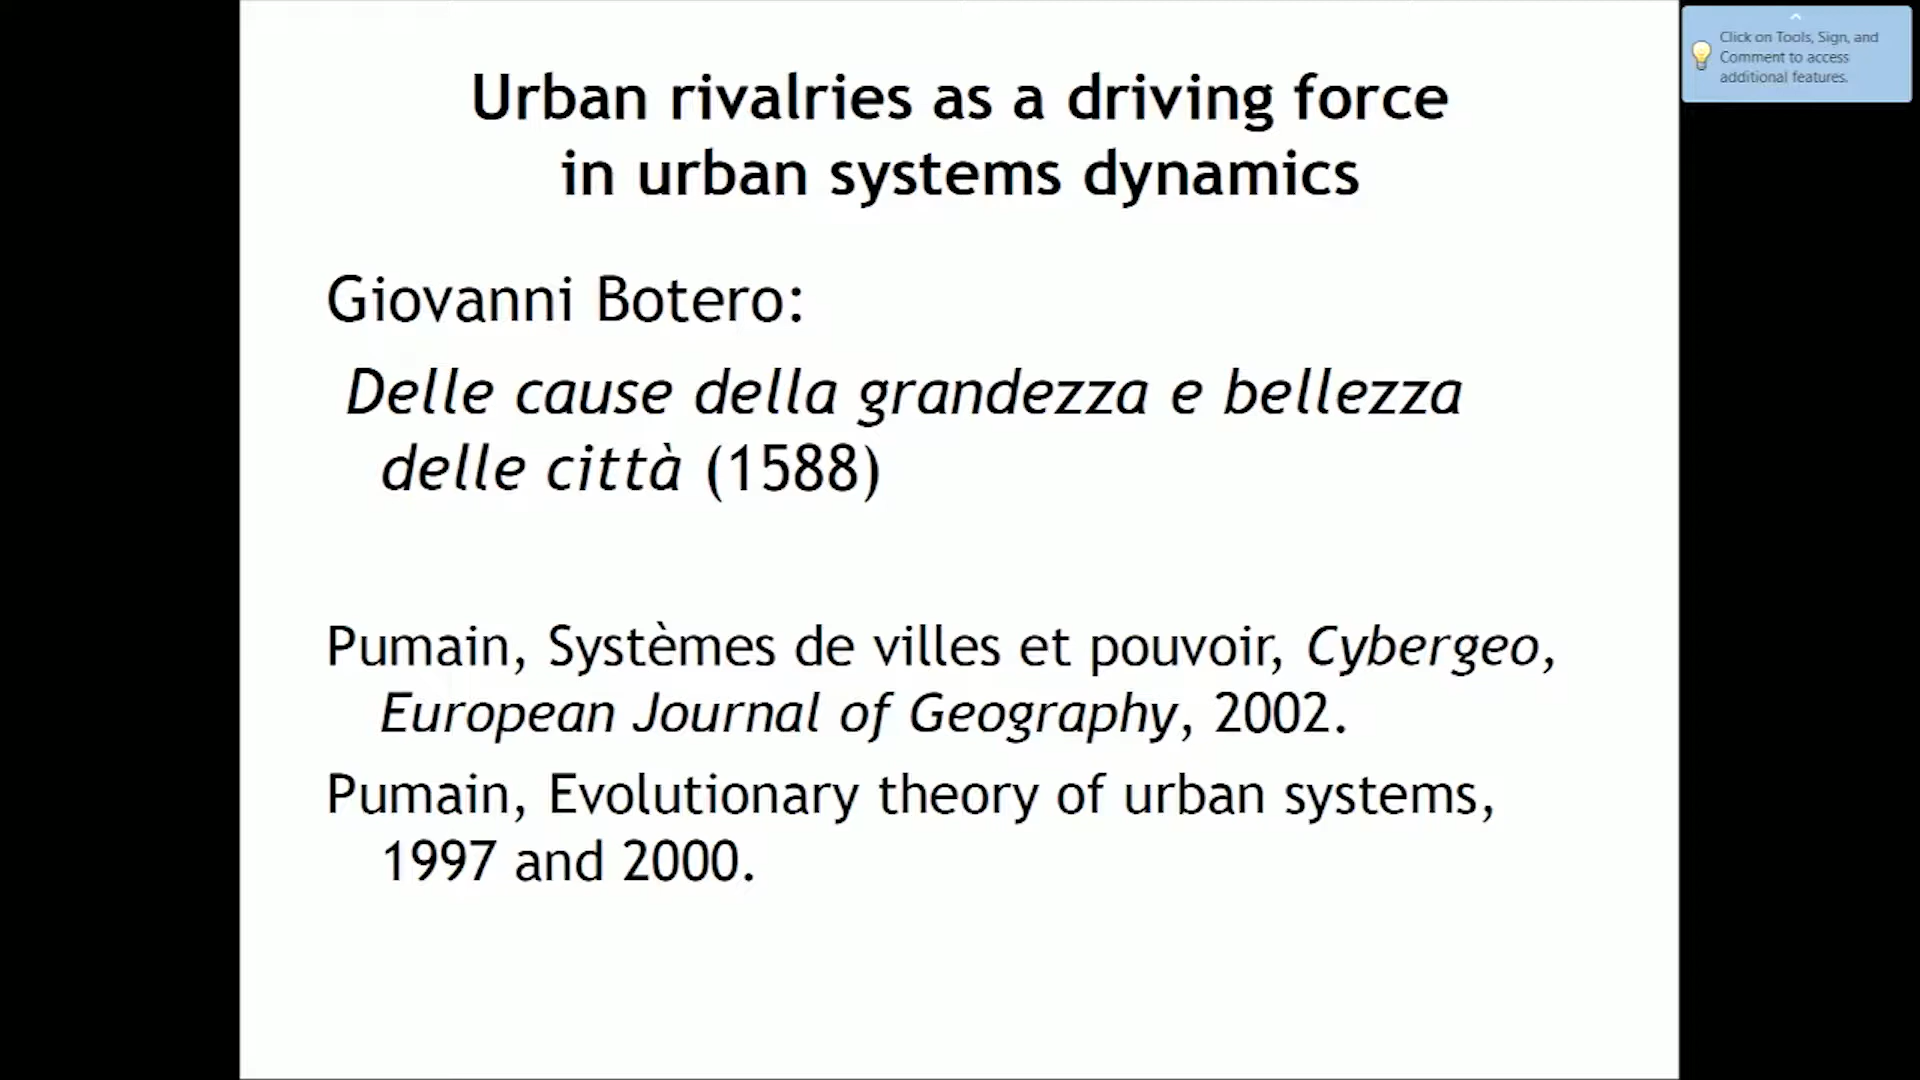 Urban rivalries as a driving force
in urban systems dynamics
Giovanni Botero:
Delle cause della grandezza e bellezza
delle città (1588)
Pumain, Systèmes de villes et pouvoir, Cybergeo,
European Journal of Geography, 2002.
Pumain, Evolutionary theory of urban systems,
1997 and 2000.
Click on Tools, Sign, and
Comment to access
additional features.